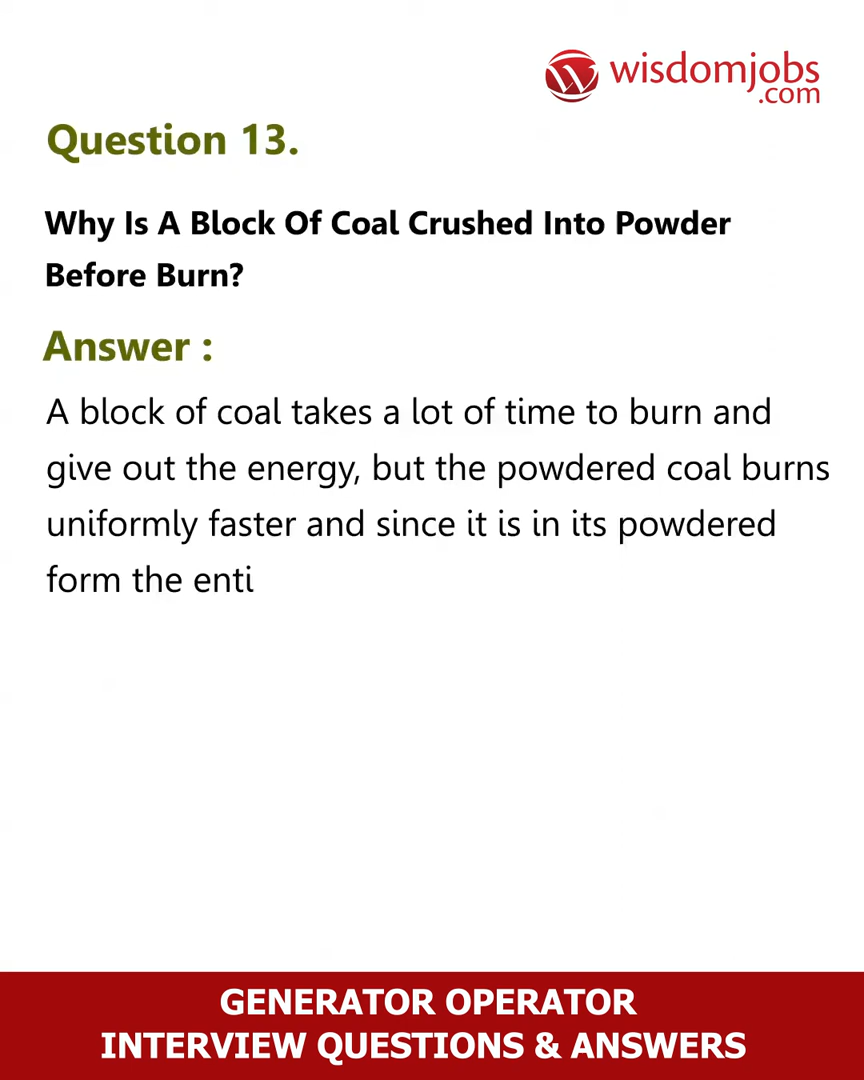 wisdomjobs
.com
Question 13.
Why Is A Block Of Coal Crushed Into Powder
Before Burn?
Answer :
A block of coal takes a lot of time to burn and
give out the energy, but the powdered coal burns
uniformly faster and since it is in its powdered
form the enti
GENERATOR OPERATOR
INTERVIEW QUESTIONS & ANSWERS